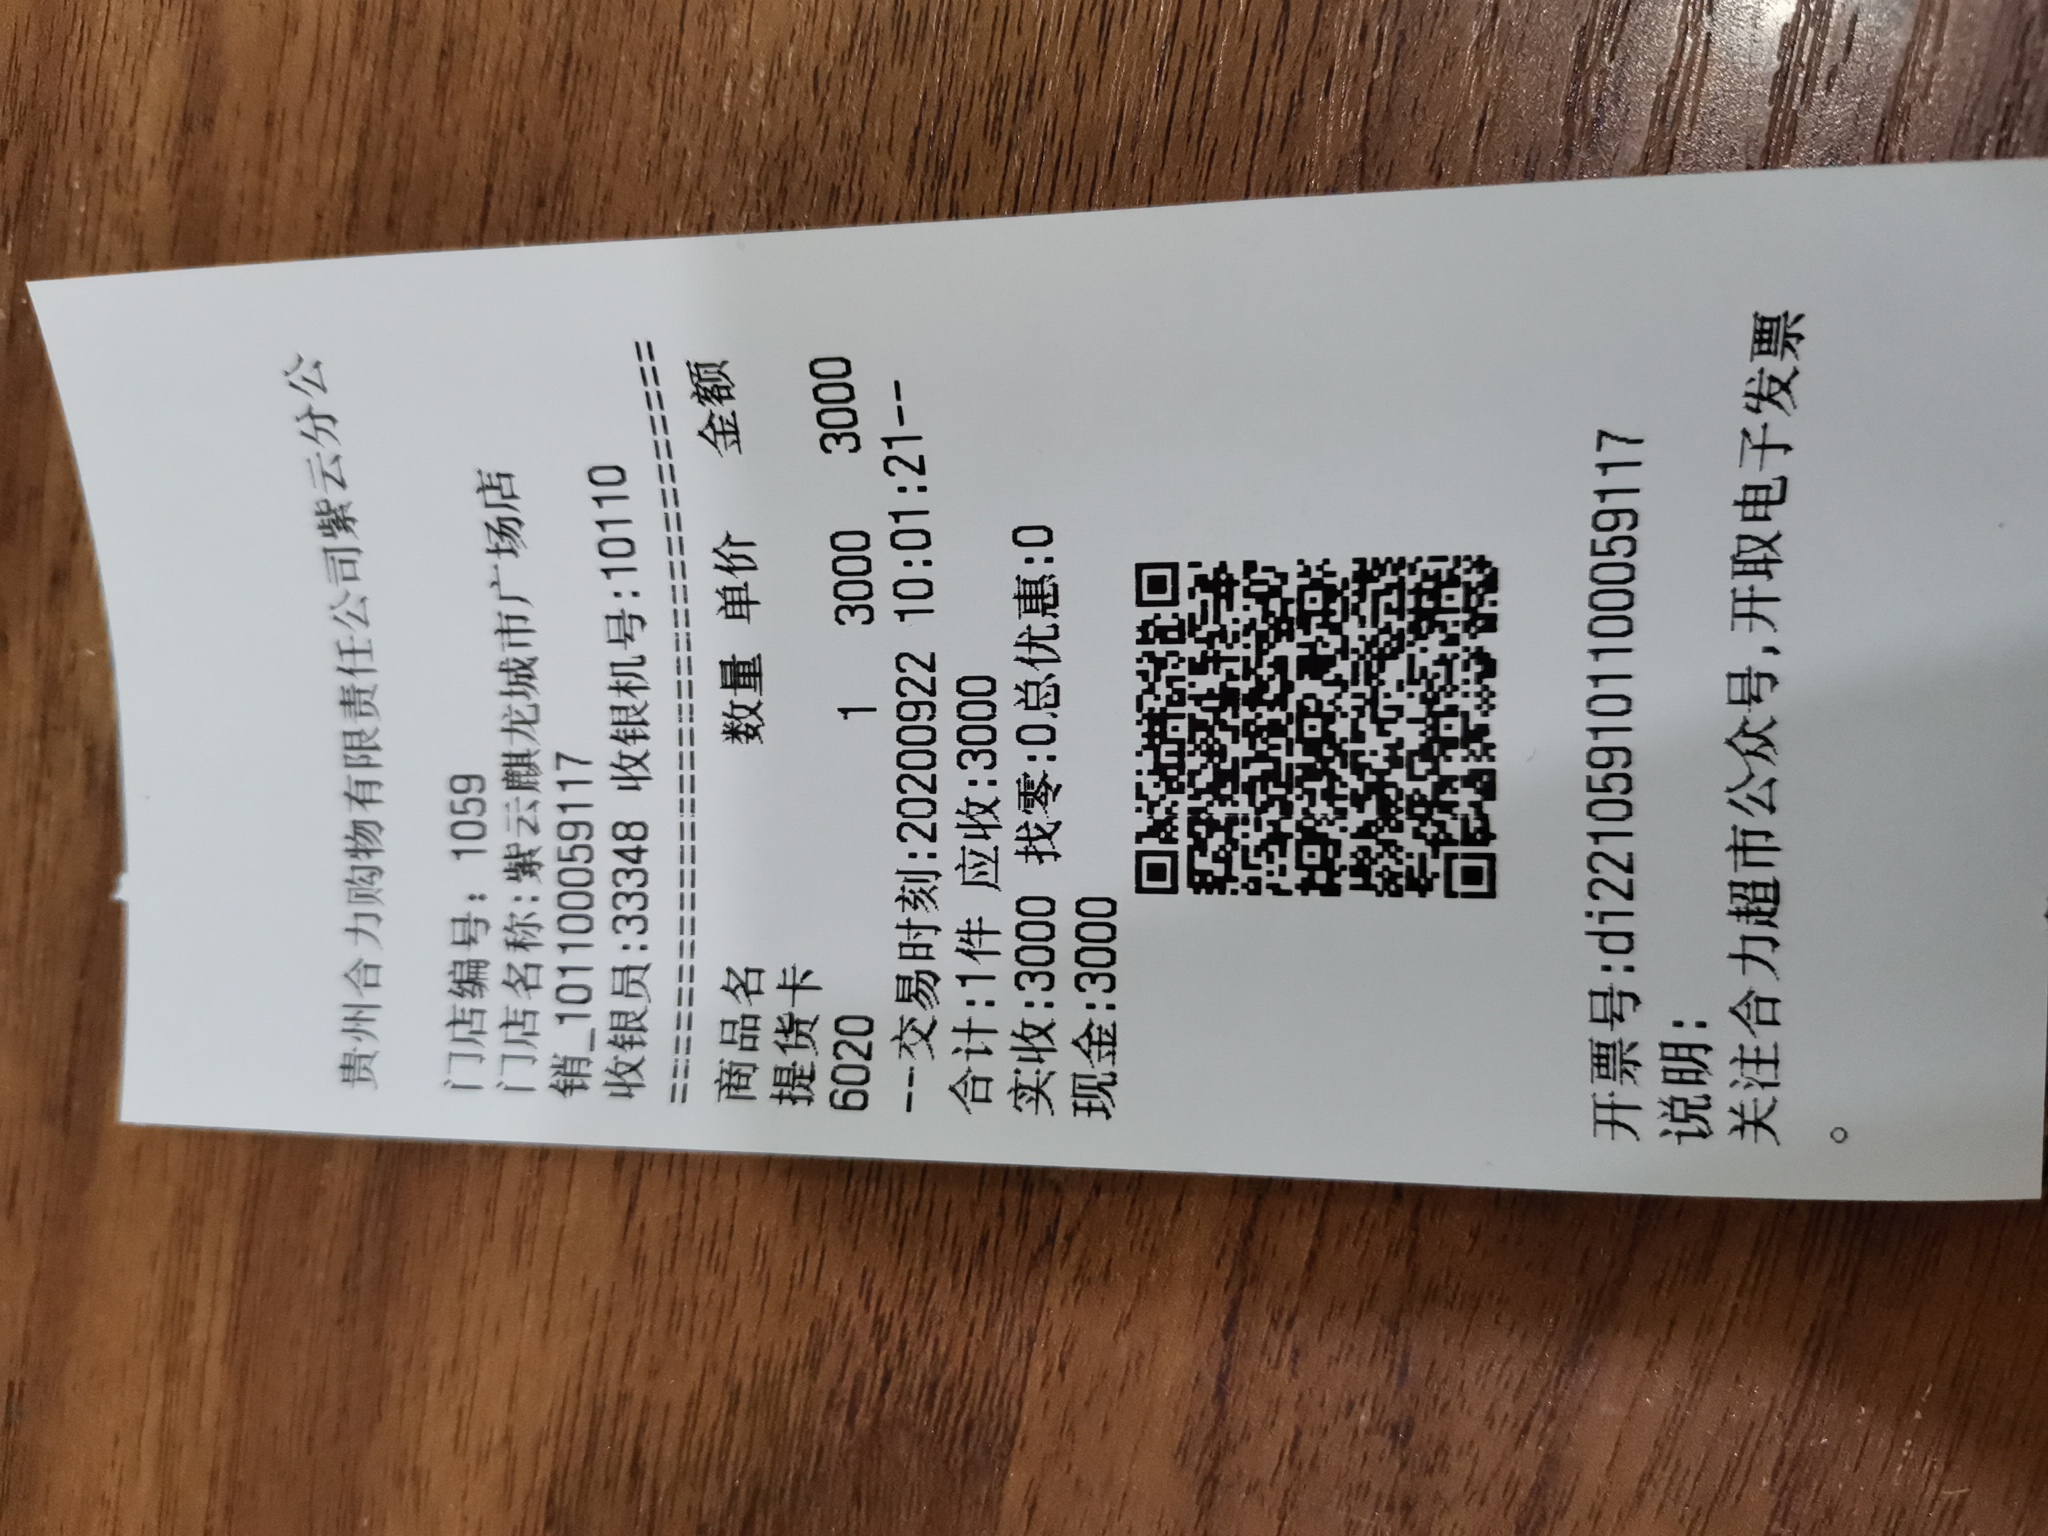 贵州合力购物有限责任公司紫云分公
门店编号：1059
门店名称:紫云麒龙城市广场店
销_101100059117
收银员:33348 收银机号:10110
==========================================
商品名 数量 单价 金额
提货卡
6020 1 3000 3000
--交易时刻:20200922 10:01:21--
合计:1件 应收:3000
实收:3000 找零:0总优惠:0
现金:3000
开票号:di221059101100059117
说明:
关注合力超市公众号,开取电子发票
。